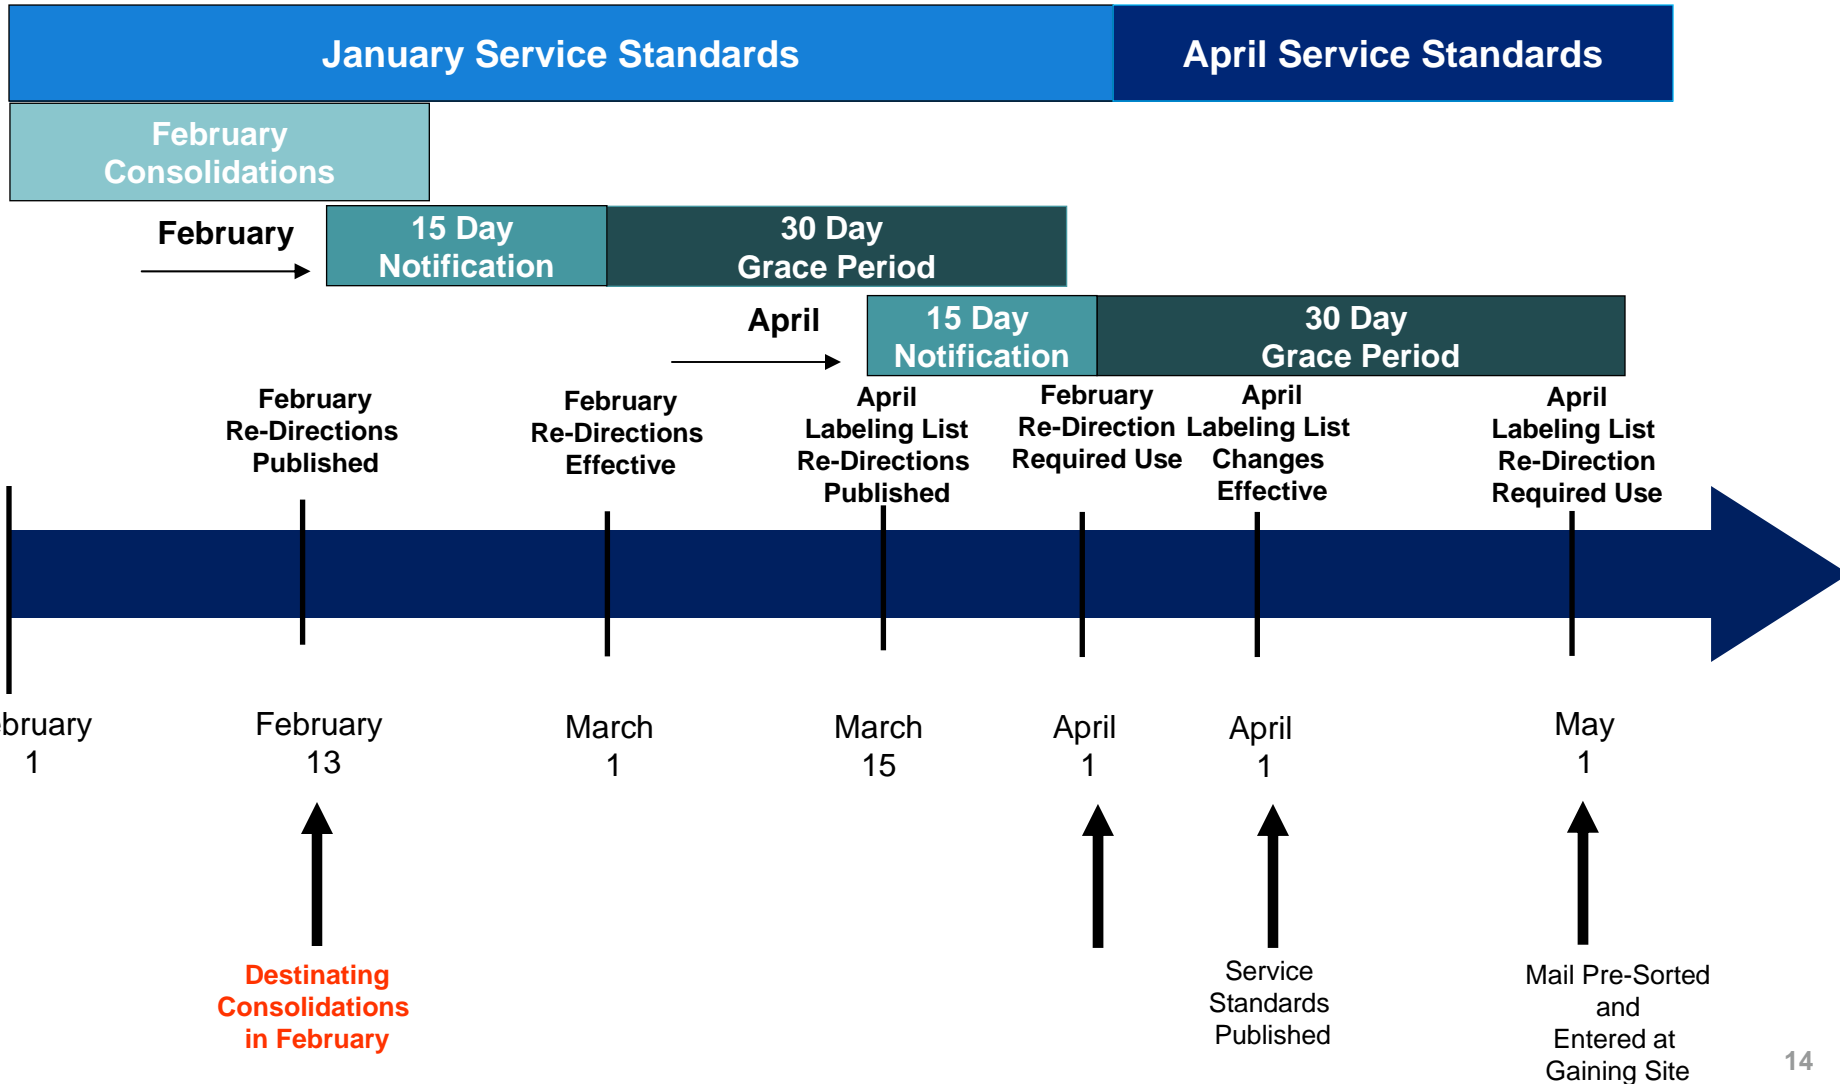 January Service Standards
April Service Standards
February
Consolidations
February
15 Day
Notification
30 Day
Grace Period
April
15 Day
Notification
30 Day
Grace Period
February
Re-Directions
Published
February
Re-Directions
Effective
April
Labeling List
Re-Directions
Published
February
Re-Direction
Required Use
April
Labeling List
Changes
Effective
April
Labeling List
Re-Direction
Required Use
bruary
1
February
13
March
1
March
15
April
1
April
1
May
1
Destinating
Consolidations
in February
Service
Standards
Published
Mail Pre-Sorted
and
Entered at
Gaining Site
14